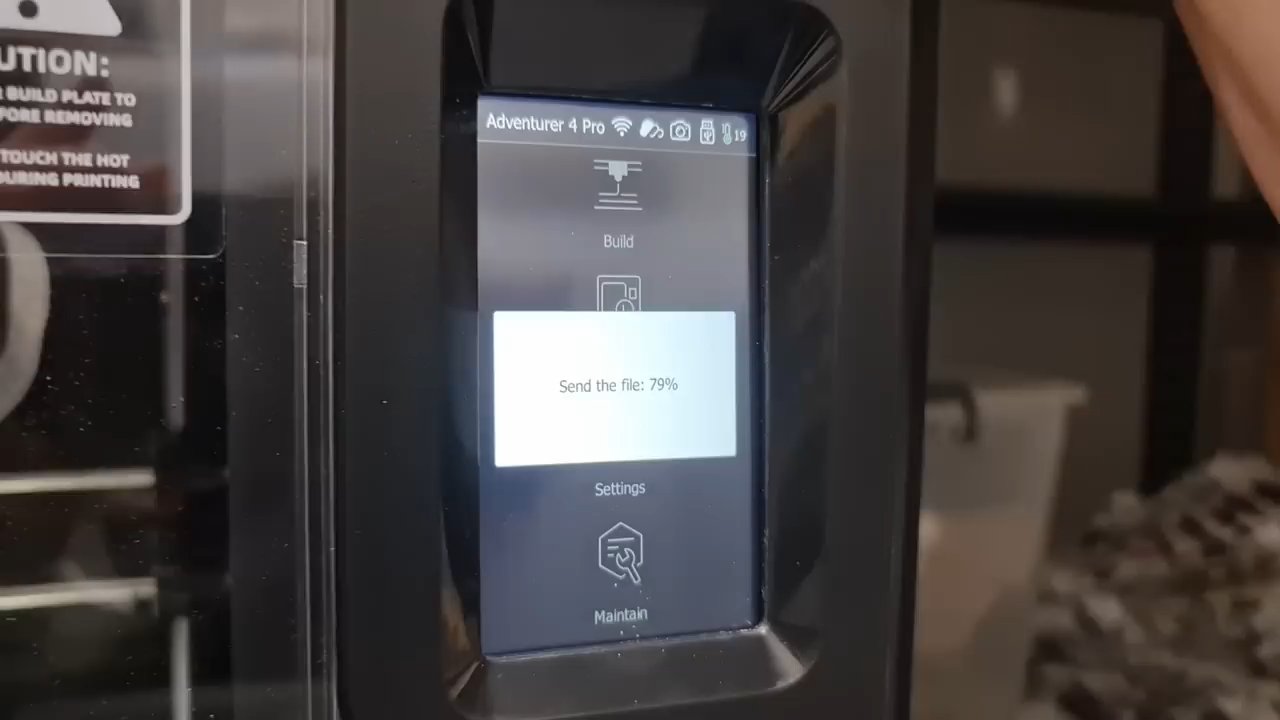 UTION:
BUILD PLATE TO
FORE REMOVING
TOUCH THE HOT
DURING PRINTING
Adventurer 4 Pro
19
Build
Send the file: 79%
Settings
Maintain